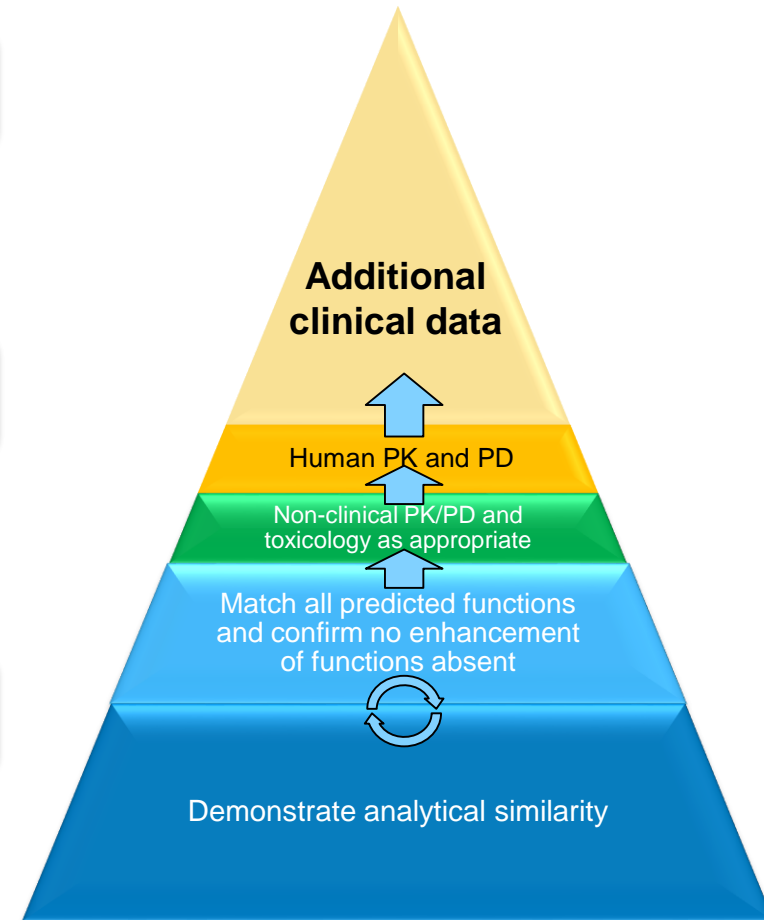 Additional
clinical data
Human PK and PD
Non-clinical PK/PD and
toxicology as appropriate
Match all predicted functions
and confirm no enhancement
of functions absent
Demonstrate analytical similarity